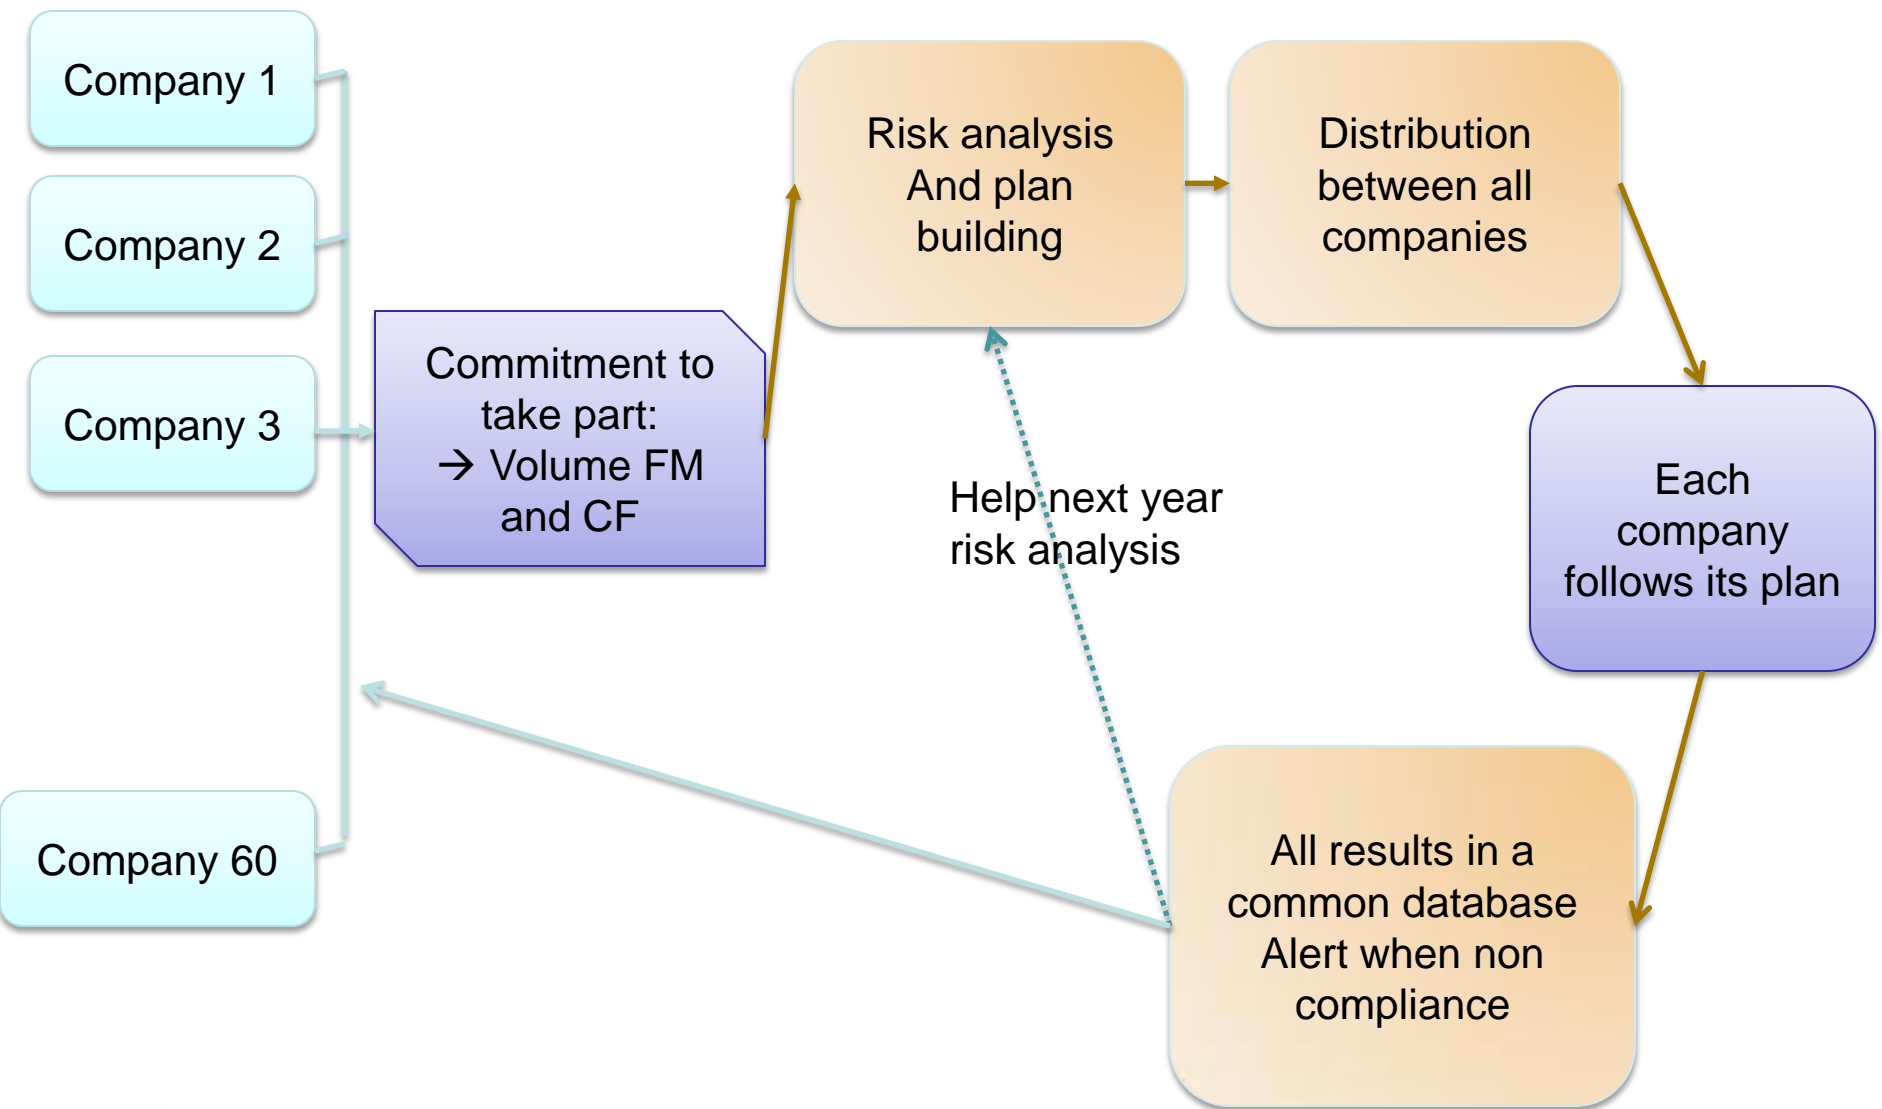 Company 1
Company 2
Company 3
Company 60
Commitment to
take part:
→ Volume FM
and CF
Risk analysis
And plan
building
Distribution
between all
companies
Each
company
follows its plan
All results in a
common database
Alert when non
compliance
Help next year
risk analysis